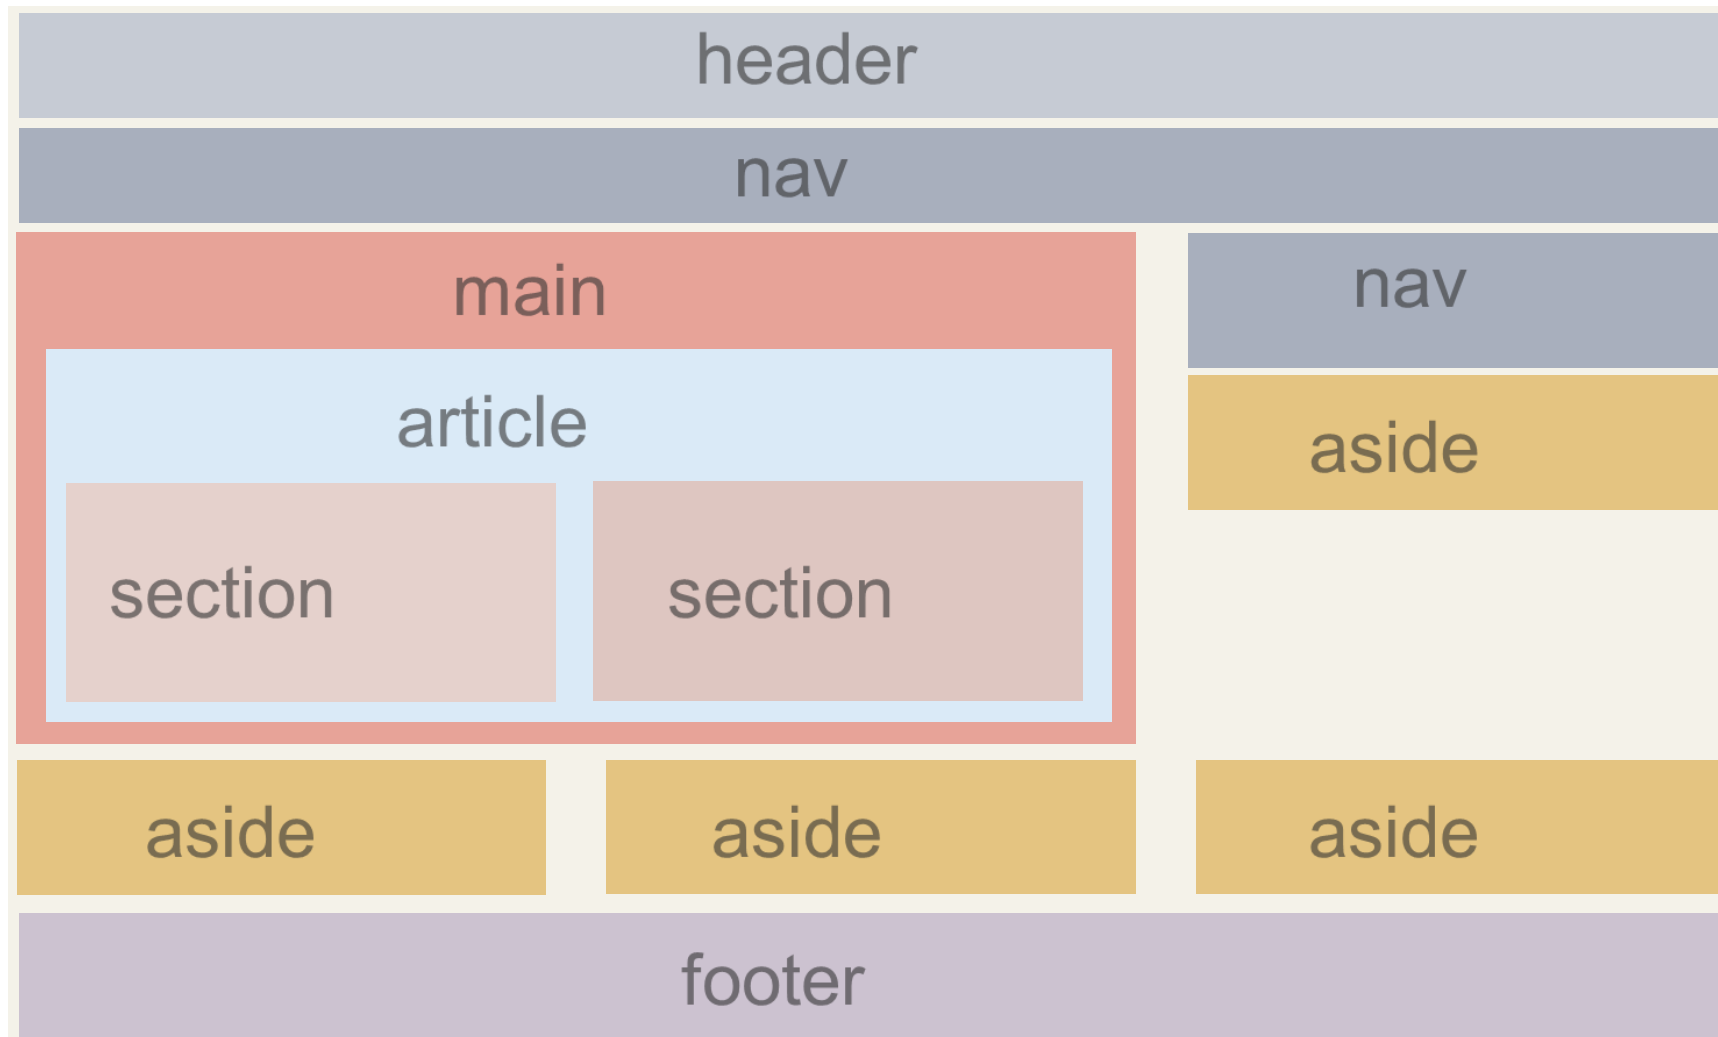 header
nav
main
nav
article
aside
section
section
aside
aside
aside
footer